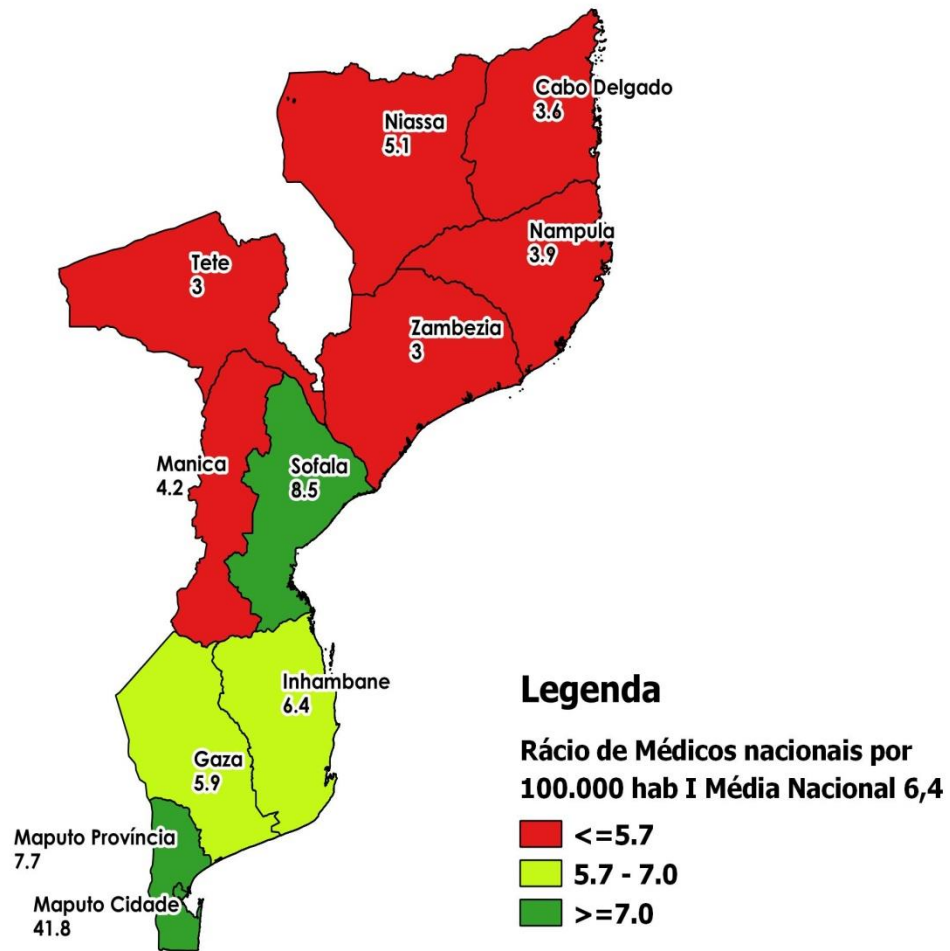 Cabo Delgado
3.6
Niassa
5.1
Nampula
3.9
Tete
3
Zambezia
3
Manica
4.2
Sofala
8.5
Inhambane
6.4
Gaza
5.9
Maputo Província
7.7
Maputo Cidade
41.8
Legenda
Rácio de Médicos nacionais por
100.000 hab I Média Nacional 6,4
<=5.7
5.7 - 7.0
>=7.0